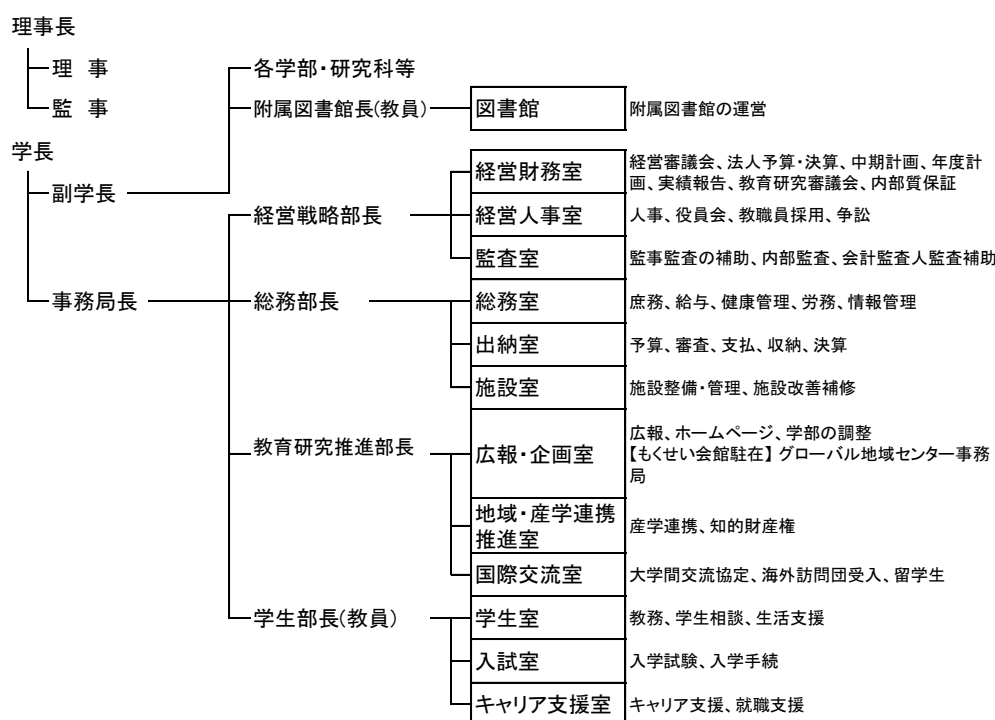 理事長
理　事
監　事
各学部・研究科等
附属図書館長(教員)
図書館
附属図書館の運営
学長
副学長
経営戦略部長
経営財務室
経営審議会、法人予算・決算、中期計画、年度計
画、実績報告、教育研究審議会、内部質保証
経営人事室
人事、役員会、教職員採用、争訟
監査室
監事監査の補助、内部監査、会計監査人監査補助
事務局長
総務部長
総務室
庶務、給与、健康管理、労務、情報管理
出納室
予算、審査、支払、収納、決算
施設室
施設整備・管理、施設改善補修
教育研究推進部長
広報・企画室
広報、ホームページ、学部の調整
【もくせい会館駐在】グローバル地域センター事務
局
地域・産学連携
推進室
産学連携、知的財産権
国際交流室
大学間交流協定、海外訪問団受入、留学生
学生部長(教員)
学生室
教務、学生相談、生活支援
入試室
入学試験、入学手続
キャリア支援室
キャリア支援、就職支援